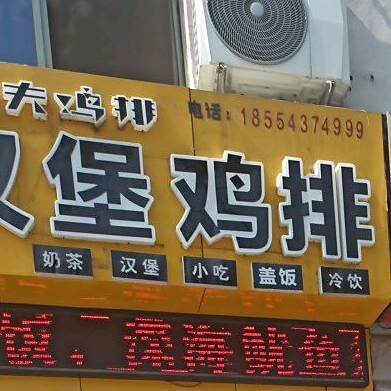 夫鸡排
电话：18554374999
汉堡鸡排
奶茶 汉堡 小吃 盖饭 冷饮